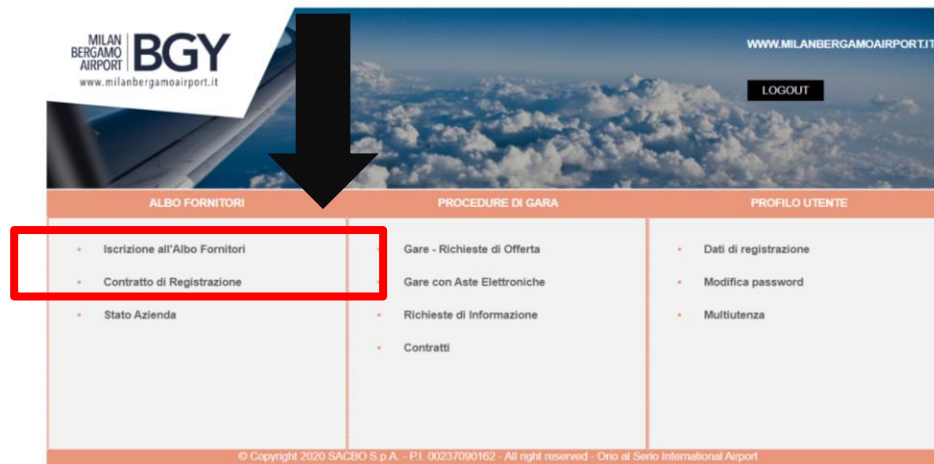 MILAN
BERGAMO
AIRPORT
BGY
www.milanbergamoairport.it
WWW.MILANBERGAMOAIRPORT.IT
LOGOUT
ALBO FORNITORI
Iscrizione all'Albo Fornitori
Contratto di Registrazione
Stato Azienda
PROCEDURE DI GARA
Gare - Richieste di Offerta
Gare con Aste Elettroniche
Richieste di Informazione
Contratti
PROFILO UTENTE
Dati di registrazione
Modifica password
Multiutenza
© Copyright 2020 SACBO S.p.A. - P.I. 00237090162 - All right reserved - Orio al Serio International Airport